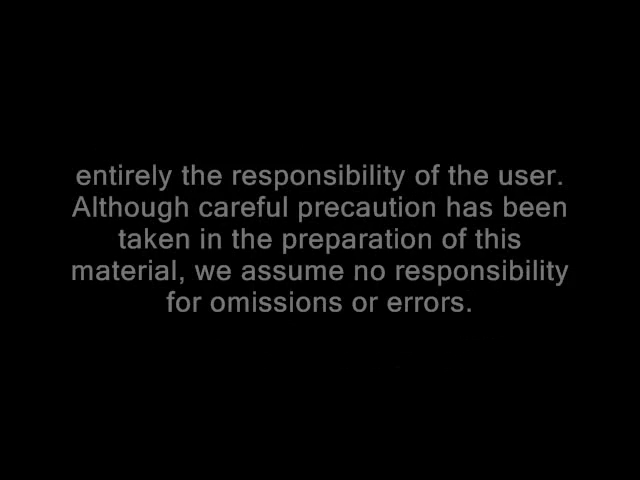 entirely the responsibility of the user.
Although careful precaution has been
taken in the preparation of this
material, we assume no responsibility
for omissions or errors.